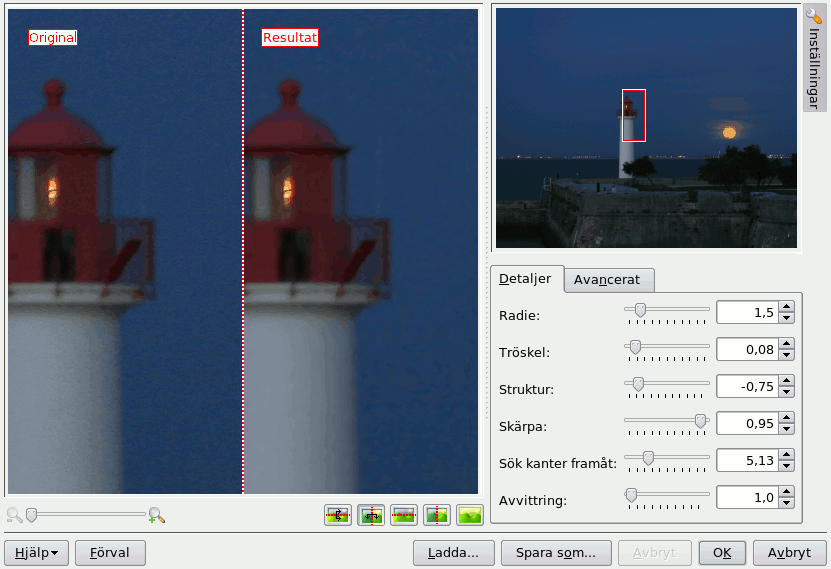 Original
Resultat
Inställningar
Detaljer
Avancerat
Radie: 1,5
Tröskel: 0,08
Struktur: -0,75
Skärpa: 0,95
Sök kanter framåt: 5,13
Avvittring: 1,0
Hjälp
Förval
Ladda...
Spara som...
Avbryt
OK
Avbryt